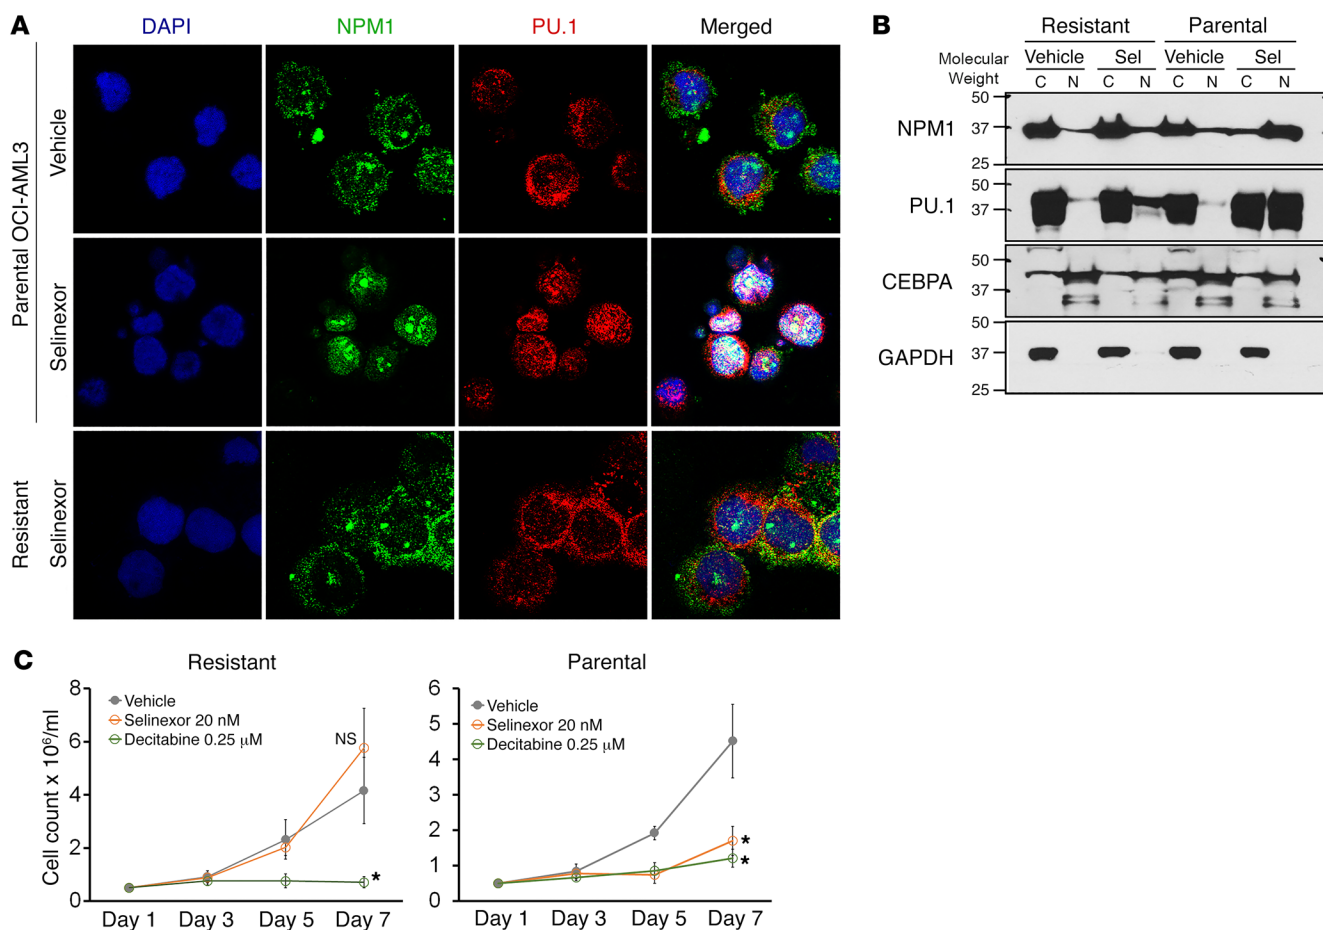 A
DAPI NPM1 PU.1 Merged
Parental OCI-AML3
Vehicle
Selinexor
Resistant
Selinexor
B
Resistant Parental
Molecular Weight
Vehicle Sel Vehicle Sel
C N C N C N C N
NPM1
50
37
25
PU.1
50
37
CEBPA
50
37
GAPDH
50
37
25
C
Resistant
Cell count x 10⁶/ml
8
6
4
2
0
Vehicle
Selinexor 20 nM
Decitabine 0.25 μM
NS
*
Day 1 Day 3 Day 5 Day 7
Parental
6
5
4
3
2
1
0
Vehicle
Selinexor 20 nM
Decitabine 0.25 μM
*
*
Day 1 Day 3 Day 5 Day 7